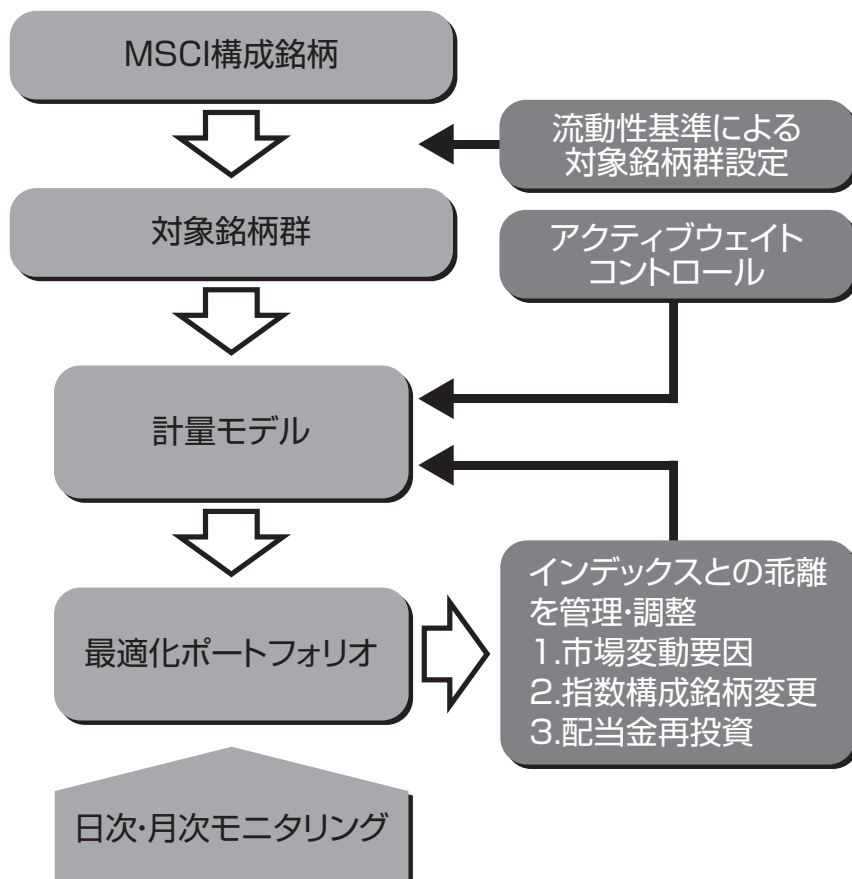 MSCI構成銘柄
流動性基準による
対象銘柄群設定
対象銘柄群
アクティブウェイト
コントロール
計量モデル
最適化ポートフォリオ
インデックスとの乖離
を管理・調整
1.市場変動要因
2.指数構成銘柄変更
3.配当金再投資
日次・月次モニタリング